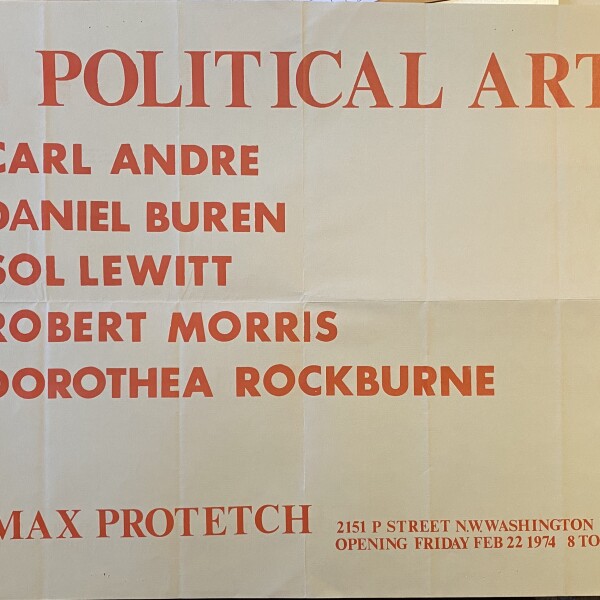 POLITICAL ART
CARL ANDRE
DANIEL BUREN
SOL LEWITT
ROBERT MORRIS
DOROTHEA ROCKBURNE
MAX PROTETCH
2151 P STREET N.W. WASHINGTON
OPENING FRIDAY FEB 22 1974 8 TO